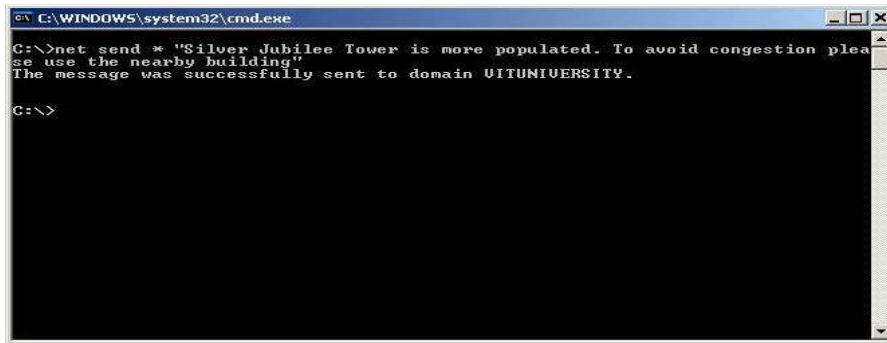 C:\WINDOWS\system32\cmd.exe
C:\>net send * "Silver Jubilee Tower is more populated. To avoid congestion plea
se use the nearby building"
The message was successfully sent to domain VITUNIVERSITY.
C:\>